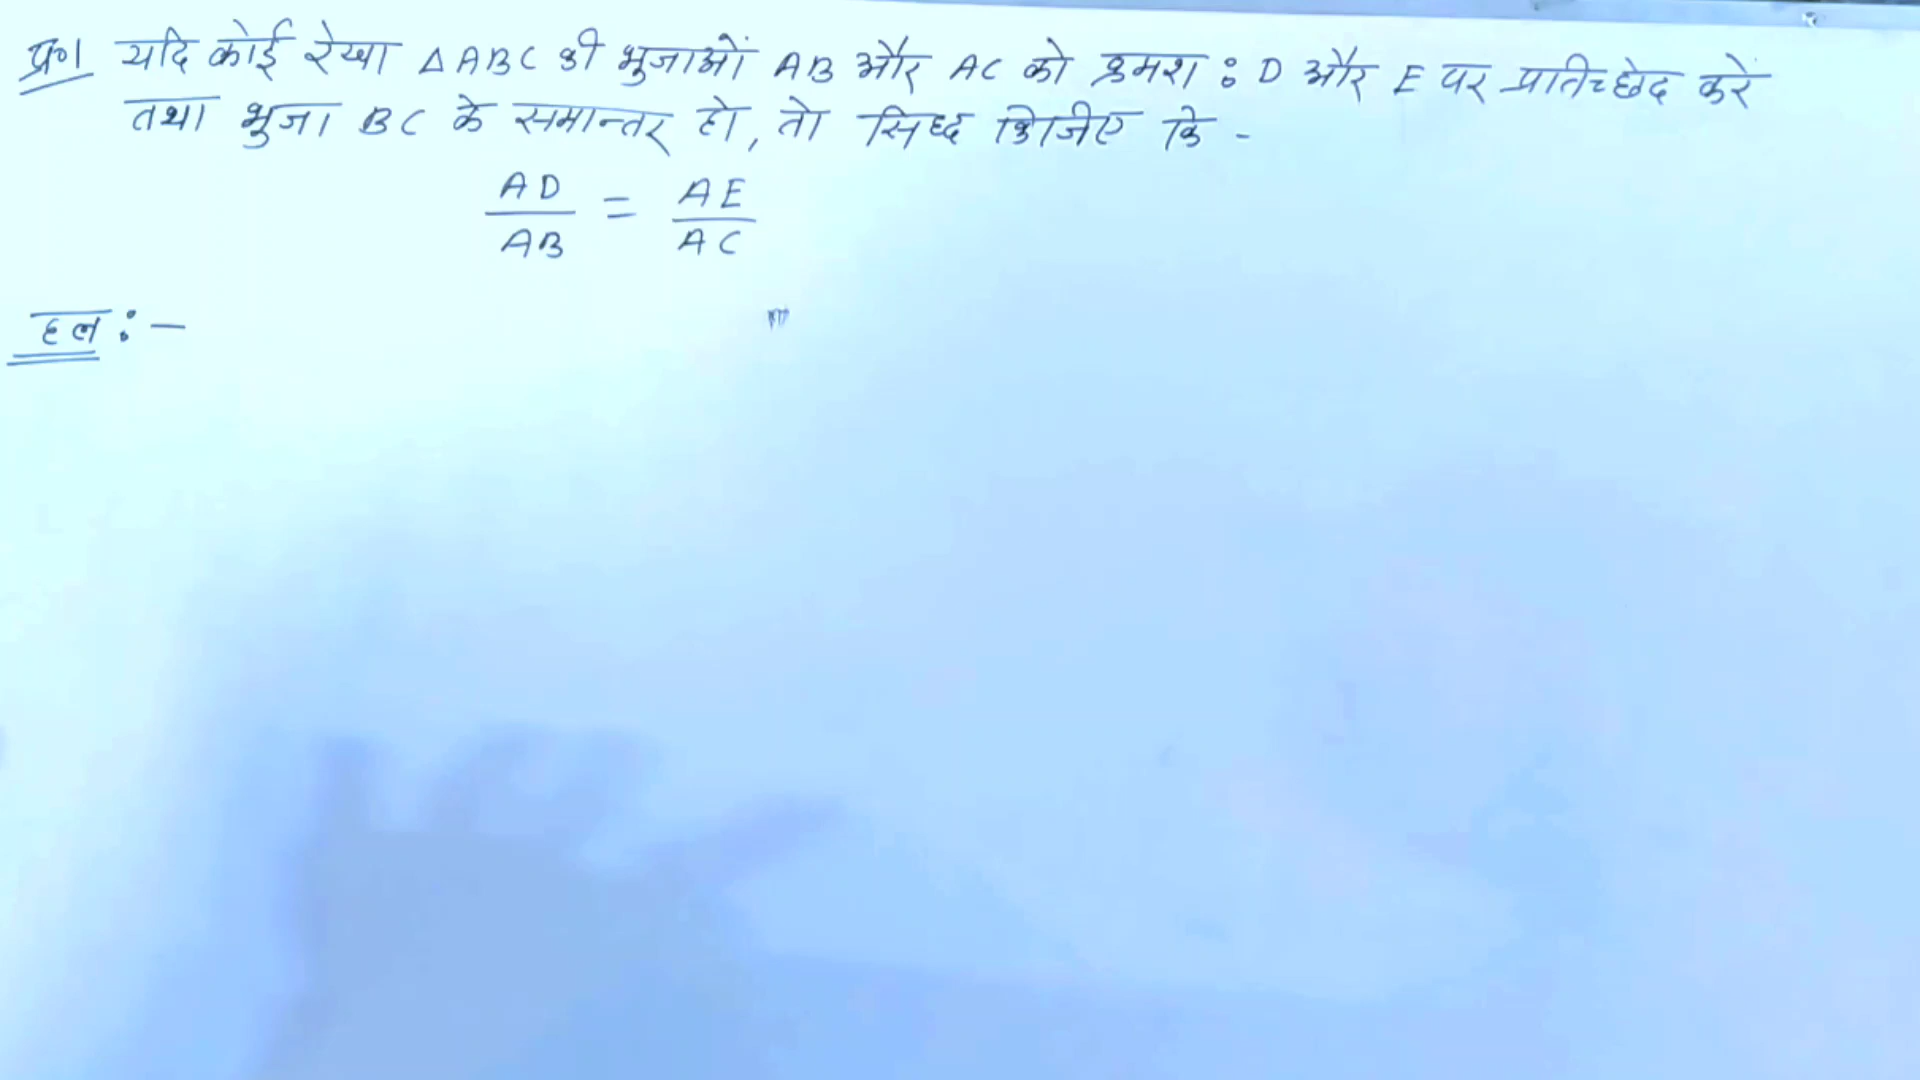 प्र०1 यदि कोई रेखा △ABC की भुजाओं AB और AC को क्रमश : D और E पर प्रतिच्छेद करे
तथा भुजा BC के समान्तर हो, तो सिध्द किजिए कि -
AD/AB = AE/AC
हल : -